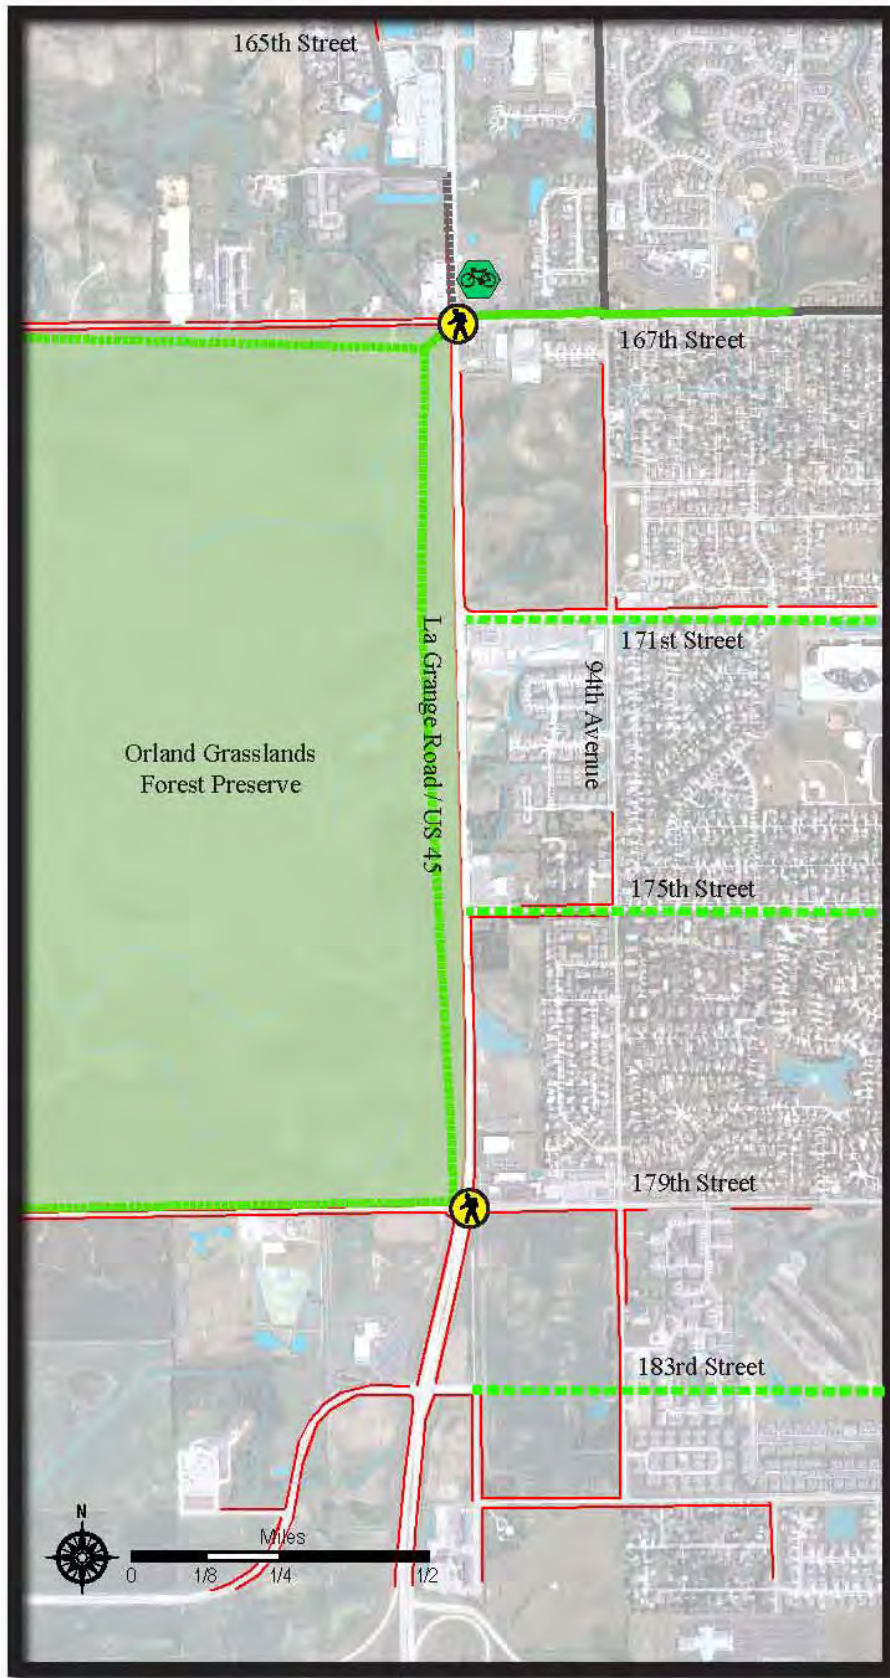 165th Street
167th Street
171st Street
La Grange Road / US 45
94th Avenue
Orland Grasslands
Forest Preserve
175th Street
179th Street
183rd Street
N
Miles
0 1/8 1/4 1/2